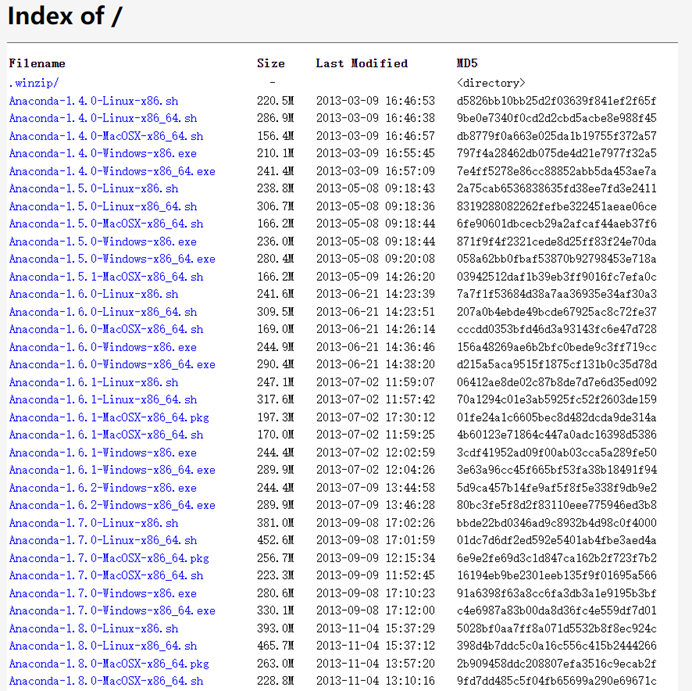 Index of /
Filename Size Last Modified MD5
.winzip/ - <directory>
Anaconda-1.4.0-Linux-x86.sh 220.5M 2013-03-09 16:46:53 d5826bb10bb25d2f03639f841ef2f65f
Anaconda-1.4.0-Linux-x86_64.sh 286.9M 2013-03-09 16:46:38 9be0e7340f0cd2d2cbd5acbe8e988f45
Anaconda-1.4.0-MacOSX-x86_64.sh 156.4M 2013-03-09 16:46:57 db8779f0a663e025da1b19755f372a57
Anaconda-1.4.0-Windows-x86.exe 210.1M 2013-03-09 16:55:45 797f4a28462db075de4d21e7977f32a5
Anaconda-1.4.0-Windows-x86_64.exe 241.4M 2013-03-09 16:57:09 7e4ff5278e86cc88852abb5da453ae7a
Anaconda-1.5.0-Linux-x86.sh 238.8M 2013-05-08 09:18:43 2a75cab6536838635fd38ee7fd3e2411
Anaconda-1.5.0-Linux-x86_64.sh 306.7M 2013-05-08 09:18:36 8319288082262fefbe322451aeae06ce
Anaconda-1.5.0-MacOSX-x86_64.sh 166.2M 2013-05-08 09:18:44 6fe90601dbcecb29a2afcaf44aeb37f6
Anaconda-1.5.0-Windows-x86.exe 236.0M 2013-05-08 09:18:44 871f9f4f2321cede8d25ff83f24e70da
Anaconda-1.5.0-Windows-x86_64.exe 280.4M 2013-05-08 09:20:08 058a62bb0fbaf53870b92798453e718a
Anaconda-1.5.1-MacOSX-x86_64.sh 166.2M 2013-05-09 14:26:20 03942512daf1b39eb3ff9016fc7efa0c
Anaconda-1.6.0-Linux-x86.sh 241.6M 2013-06-21 14:23:39 7a7f1f53684d38a7aa36935e34af30a3
Anaconda-1.6.0-Linux-x86_64.sh 309.5M 2013-06-21 14:23:51 207a0b4ebde49bcde67925ac8c72fe37
Anaconda-1.6.0-MacOSX-x86_64.sh 169.0M 2013-06-21 14:26:14 cccdd0353bfd46d3a93143fc6e47d728
Anaconda-1.6.0-Windows-x86.exe 244.9M 2013-06-21 14:36:46 156a48269ae6b2bfc0bede9c3ff719cc
Anaconda-1.6.0-Windows-x86_64.exe 290.4M 2013-06-21 14:38:20 d215a5aca9515f1875cf131b0c35d78d
Anaconda-1.6.1-Linux-x86.sh 247.1M 2013-07-02 11:59:07 06412ae8de02c87b8de7d7e6d35ed092
Anaconda-1.6.1-Linux-x86_64.sh 317.6M 2013-07-02 11:57:42 70a1294c01e3ab5925fc52f2603de159
Anaconda-1.6.1-MacOSX-x86_64.pkg 197.3M 2013-07-02 17:30:12 01fe24a1c6605bec8d482dcda9de314a
Anaconda-1.6.1-MacOSX-x86_64.sh 170.0M 2013-07-02 11:59:25 4b60123e71864c447a0adc16398d5386
Anaconda-1.6.1-Windows-x86.exe 244.4M 2013-07-02 12:02:59 3cdf41952ad09f00ab03cca5a289fe50
Anaconda-1.6.1-Windows-x86_64.exe 289.9M 2013-07-02 12:04:26 3e63a96cc45f665bf53fa38b18491f94
Anaconda-1.6.2-Windows-x86.exe 244.4M 2013-07-09 13:44:58 5d9ca457b14fe9af5f8f5e338f9db9e2
Anaconda-1.6.2-Windows-x86_64.exe 289.9M 2013-07-09 13:46:28 80bc3fe5f8d2f83110eee775946ed3b8
Anaconda-1.7.0-Linux-x86.sh 381.0M 2013-09-08 17:02:26 bbde22bd0346ad9c8932b4d98c0f4000
Anaconda-1.7.0-Linux-x86_64.sh 452.6M 2013-09-08 17:01:59 01dc7d6df2ed592e5401ab4fbe3aed4a
Anaconda-1.7.0-MacOSX-x86_64.pkg 256.7M 2013-09-09 12:15:34 6e9e2fe69d3c1d847ca162b2f723f7b2
Anaconda-1.7.0-MacOSX-x86_64.sh 223.3M 2013-09-09 11:52:45 16194eb9be2301eeb135f9f01695a566
Anaconda-1.7.0-Windows-x86.exe 280.6M 2013-09-08 17:10:23 91a6398f63a8cc6fa3db3a1e9195b3bf
Anaconda-1.7.0-Windows-x86_64.exe 330.1M 2013-09-08 17:12:00 c4e6987a83b00da8d36fc4e559df7d01
Anaconda-1.8.0-Linux-x86.sh 393.0M 2013-11-04 15:37:29 5028bf0aa7ff8a071d5532b8f8ec924c
Anaconda-1.8.0-Linux-x86_64.sh 465.7M 2013-11-04 15:37:12 398d4b7ddc5c0a16c556c415b2444266
Anaconda-1.8.0-MacOSX-x86_64.pkg 263.0M 2013-11-04 13:57:20 2b909458ddc208807efa3516c9ecab2f
Anaconda-1.8.0-MacOSX-x86_64.sh 228.8M 2013-11-04 13:10:16 9fd7dd485c5f04fb65699a290e69671c